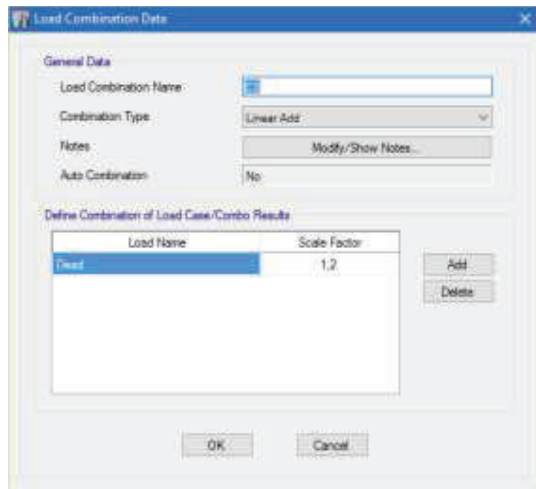 Load Combination Data
General Data
Load Combination Name
Combination Type Linear Add
Notes Modify/Show Notes...
Auto Combination No
Define Combination of Load Case/Combo Results
Load Name Scale Factor
Dead 1,2
Add
Delete
OK Cancel